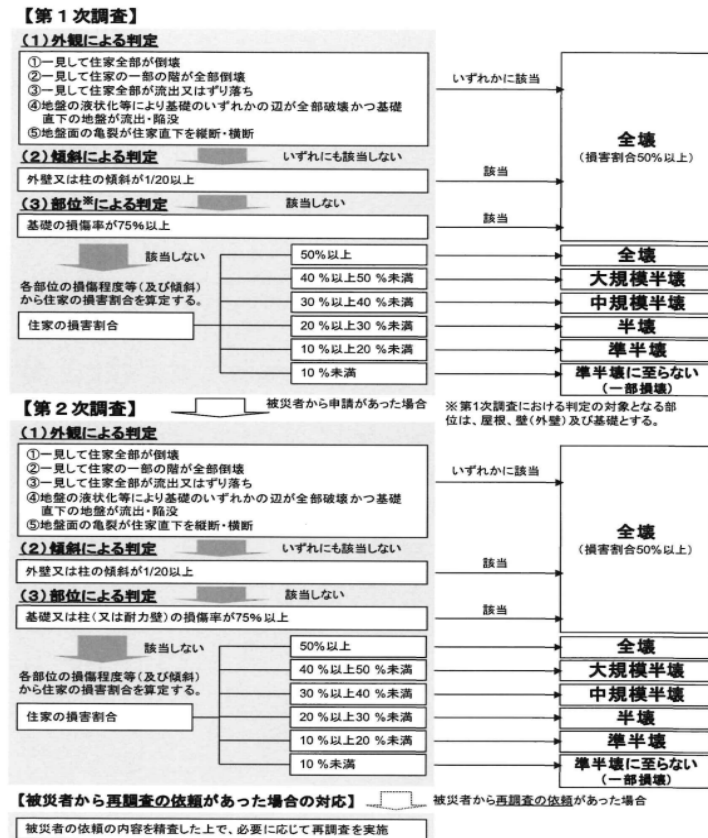 【第1次調査】
(1)外観による判定
①一見して住家全部が倒壊
②一見して住家の一部の階が全部倒壊
③一見して住家全部が流出又はずり落ち
④地盤の液状化等により基礎のいずれかの辺が全部破壊かつ基礎
直下の地盤が流出・陥没
⑤地盤面の亀裂が住家直下を縦断・横断
いずれかに該当
全壊
(損害割合50%以上)
(2)傾斜による判定
いずれにも該当しない
外壁又は柱の傾斜が1/20以上
該当
(3)部位※による判定
該当しない
基礎の損傷率が75%以上
該当
該当しない
各部位の損傷程度等(及び傾斜)
から住家の損害割合を算定する。
住家の損害割合
50%以上
全壊
40 %以上50 %未満
大規模半壊
30 %以上40 %未満
中規模半壊
20 %以上30 %未満
半壊
10 %以上20 %未満
準半壊
10 %未満
準半壊に至らない
(一部損壊)
【第2次調査】
被災者から申請があった場合
※第1次調査における判定の対象となる部
位は、屋根、壁(外壁)及び基礎とする。
(1)外観による判定
①一見して住家全部が倒壊
②一見して住家の一部の階が全部倒壊
③一見して住家全部が流出又はずり落ち
④地盤の液状化等により基礎のいずれかの辺が全部破壊かつ基礎
直下の地盤が流出・陥没
⑤地盤面の亀裂が住家直下を縦断・横断
いずれかに該当
全壊
(損害割合50%以上)
(2)傾斜による判定
いずれにも該当しない
外壁又は柱の傾斜が1/20以上
該当
(3)部位による判定
該当しない
基礎又は柱(又は耐力壁)の損傷率が75%以上
該当
該当しない
各部位の損傷程度等(及び傾斜)
から住家の損害割合を算定する。
住家の損害割合
50%以上
全壊
40 %以上50 %未満
大規模半壊
30 %以上40 %未満
中規模半壊
20 %以上30 %未満
半壊
10 %以上20 %未満
準半壊
10 %未満
準半壊に至らない
(一部損壊)
【被災者から再調査の依頼があった場合の対応】
被災者から再調査の依頼があった場合
被災者の依頼の内容を精査した上で、必要に応じて再調査を実施